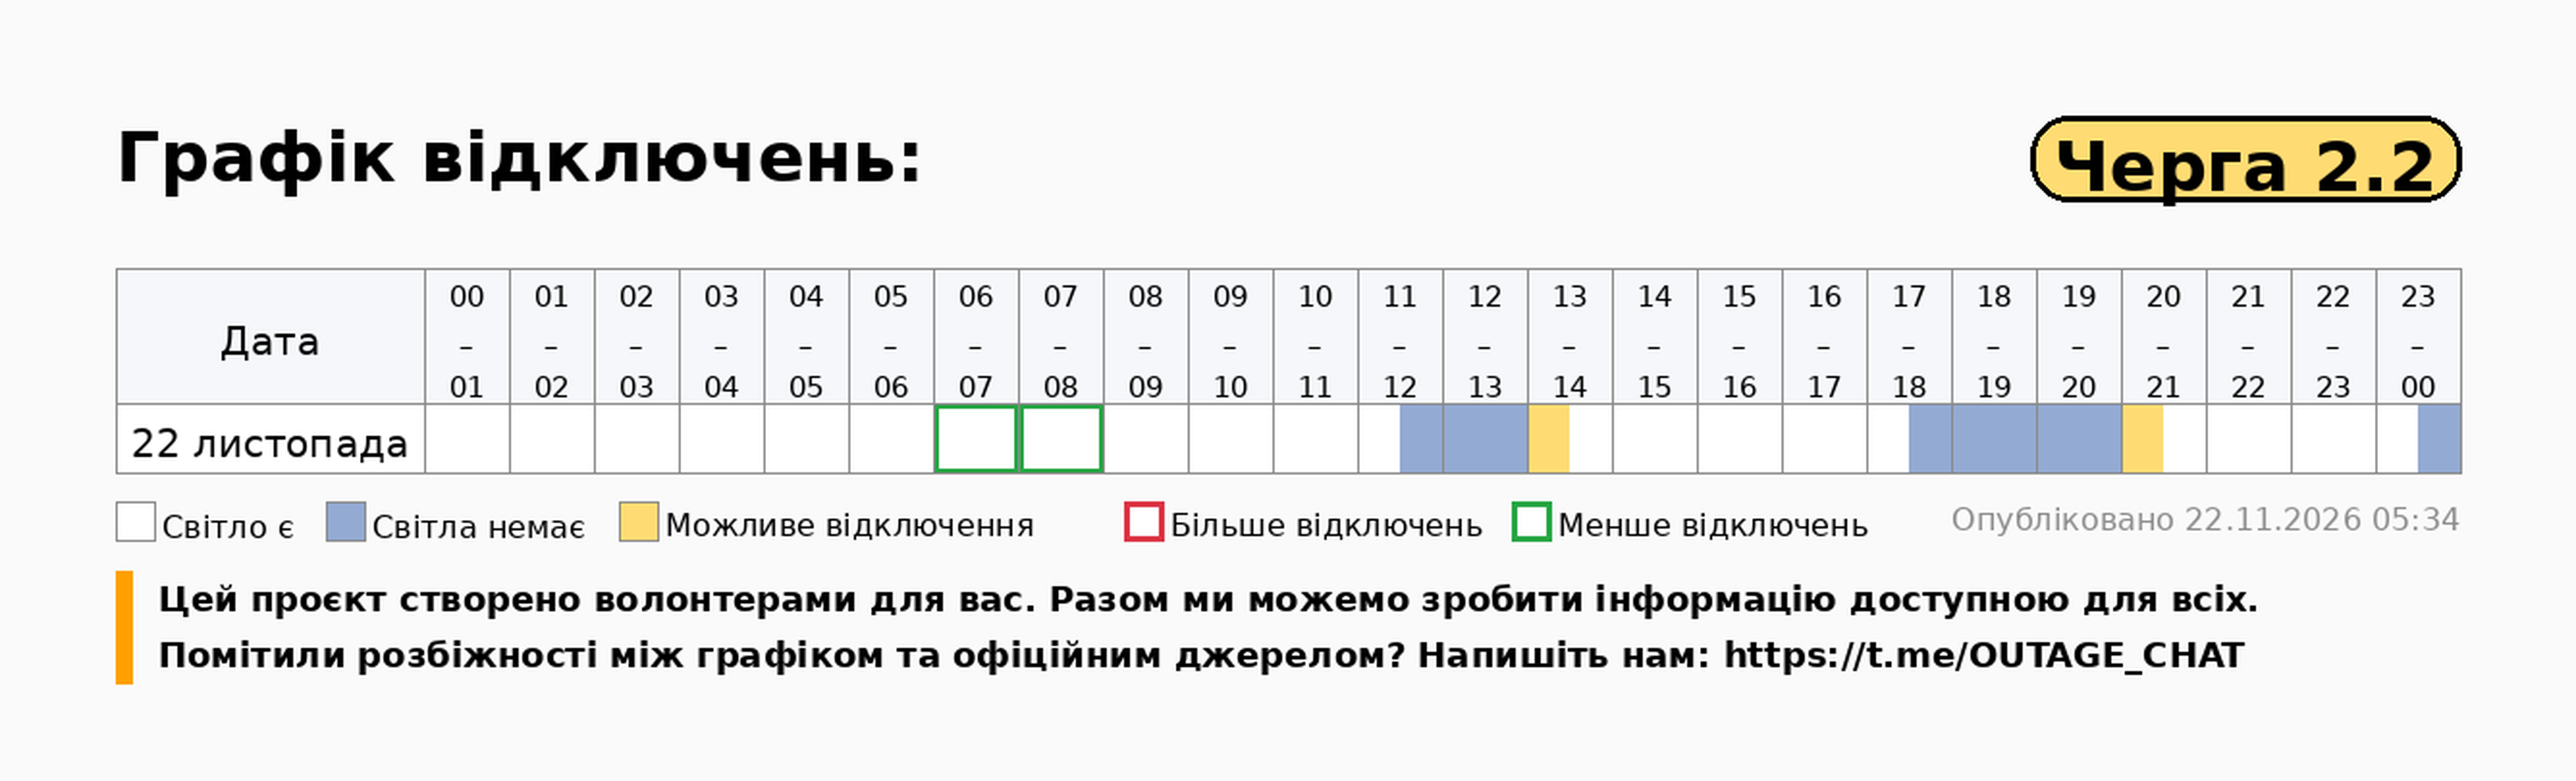 Графік відключень:
Черга 2.2
Дата
00 – 01
01 – 02
02 – 03
03 – 04
04 – 05
05 – 06
06 – 07
07 – 08
08 – 09
09 – 10
10 – 11
11 – 12
12 – 13
13 – 14
14 – 15
15 – 16
16 – 17
17 – 18
18 – 19
19 – 20
20 – 21
21 – 22
22 – 23
23 – 00
22 листопада
Світло є
Світла немає
Можливе відключення
Більше відключень
Менше відключень
Опубліковано 22.11.2026 05:34
Цей проєкт створено волонтерами для вас. Разом ми можемо зробити інформацію доступною для всіх.
Помітили розбіжності між графіком та офіційним джерелом? Напишіть нам: https://t.me/OUTAGE_CHAT